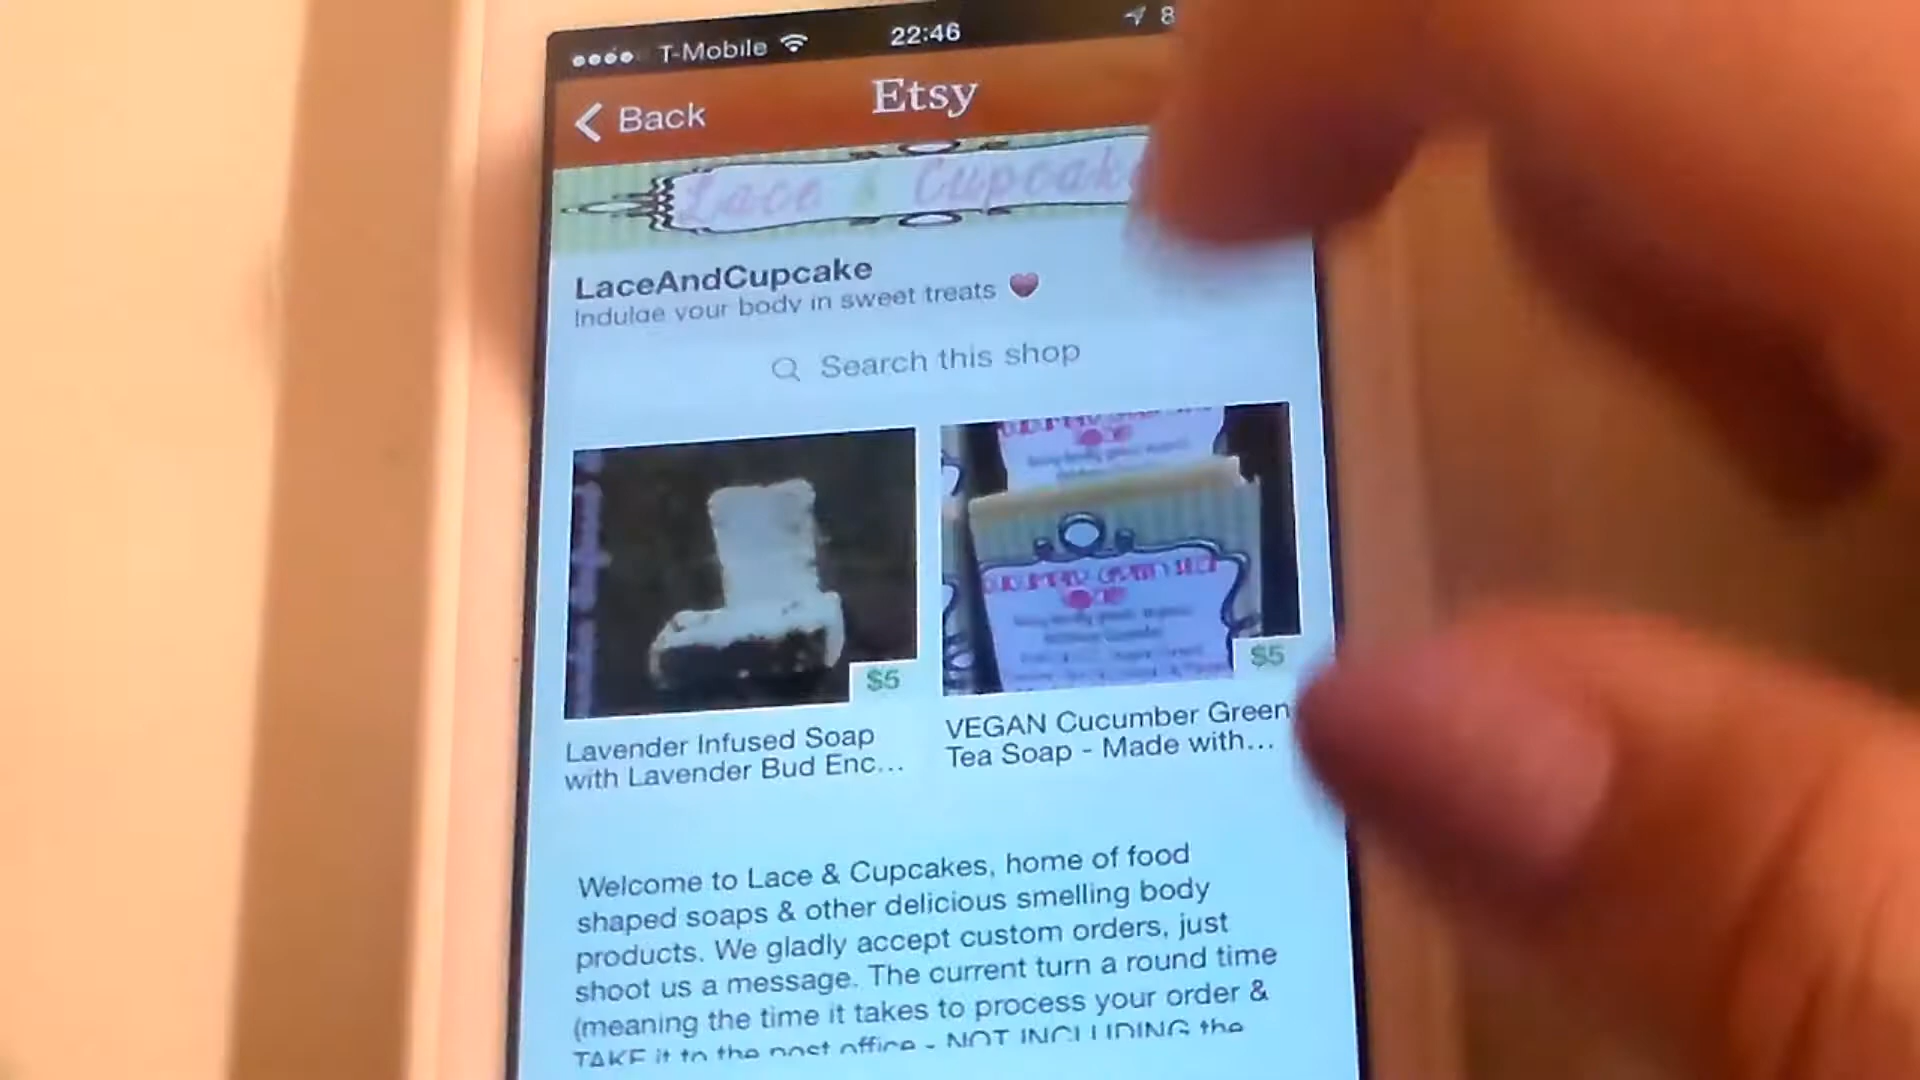 T-Mobile 22:46 8
Back Etsy
Lace & Cupcake
LaceAndCupcake
Indulge your body in sweet treats
Search this shop
$5
$5
Lavender Infused Soap
with Lavender Bud Enc...
VEGAN Cucumber Green
Tea Soap - Made with...
Welcome to Lace & Cupcakes, home of food
shaped soaps & other delicious smelling body
products. We gladly accept custom orders, just
shoot us a message. The current turn a round time
(meaning the time it takes to process your order &
TAKE it to the post office - NOT INCLUDING the